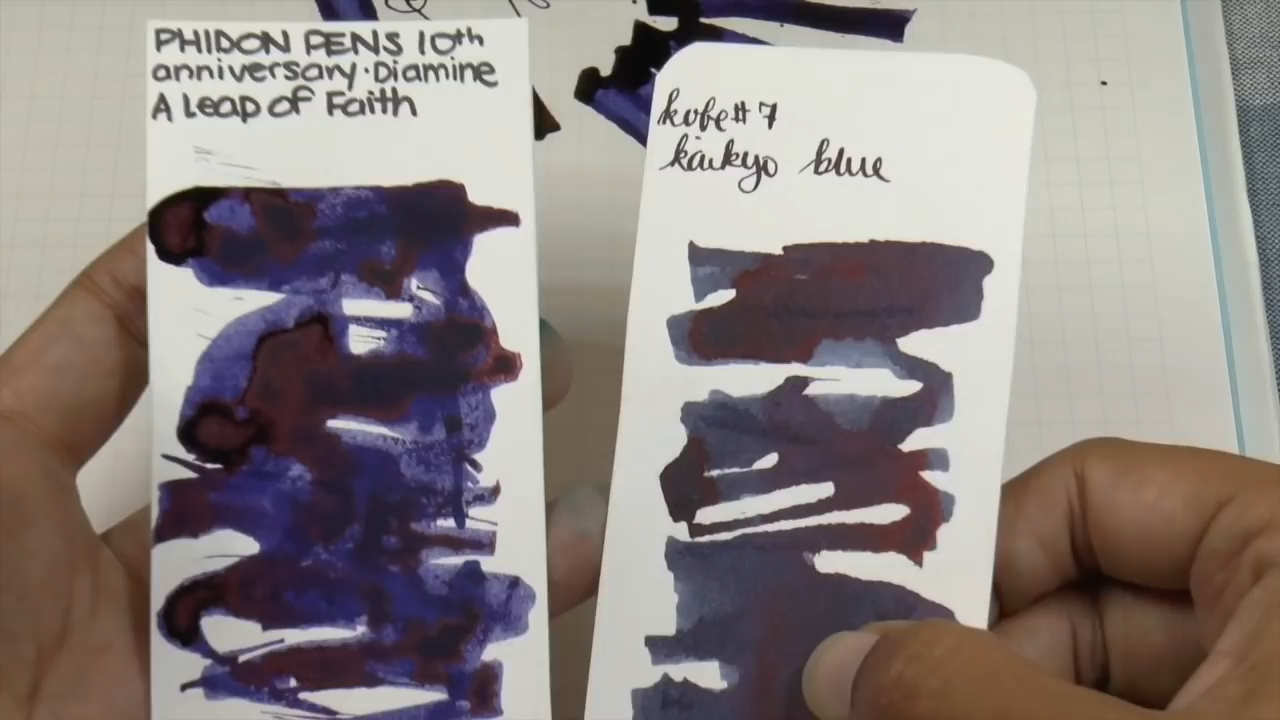 PHIDON PENS 10th
anniversary · Diamine
A Leap of Faith
kobe# 7
kaikyo blue